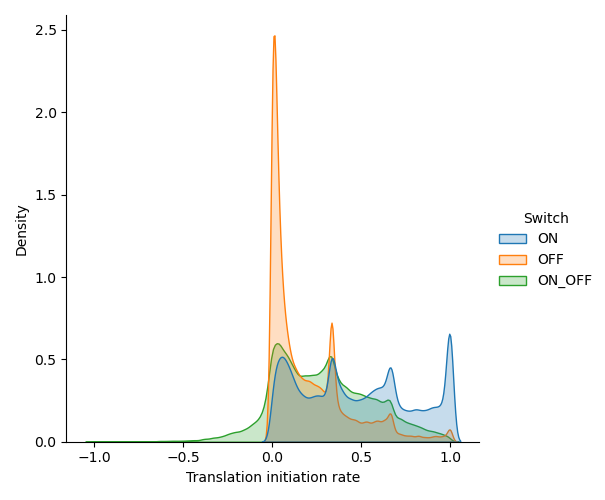 2.5
2.0
1.5
1.0
0.5
0.0
Density
−1.0 −0.5 0.0 0.5 1.0
Translation initiation rate
Switch
ON
OFF
ON_OFF